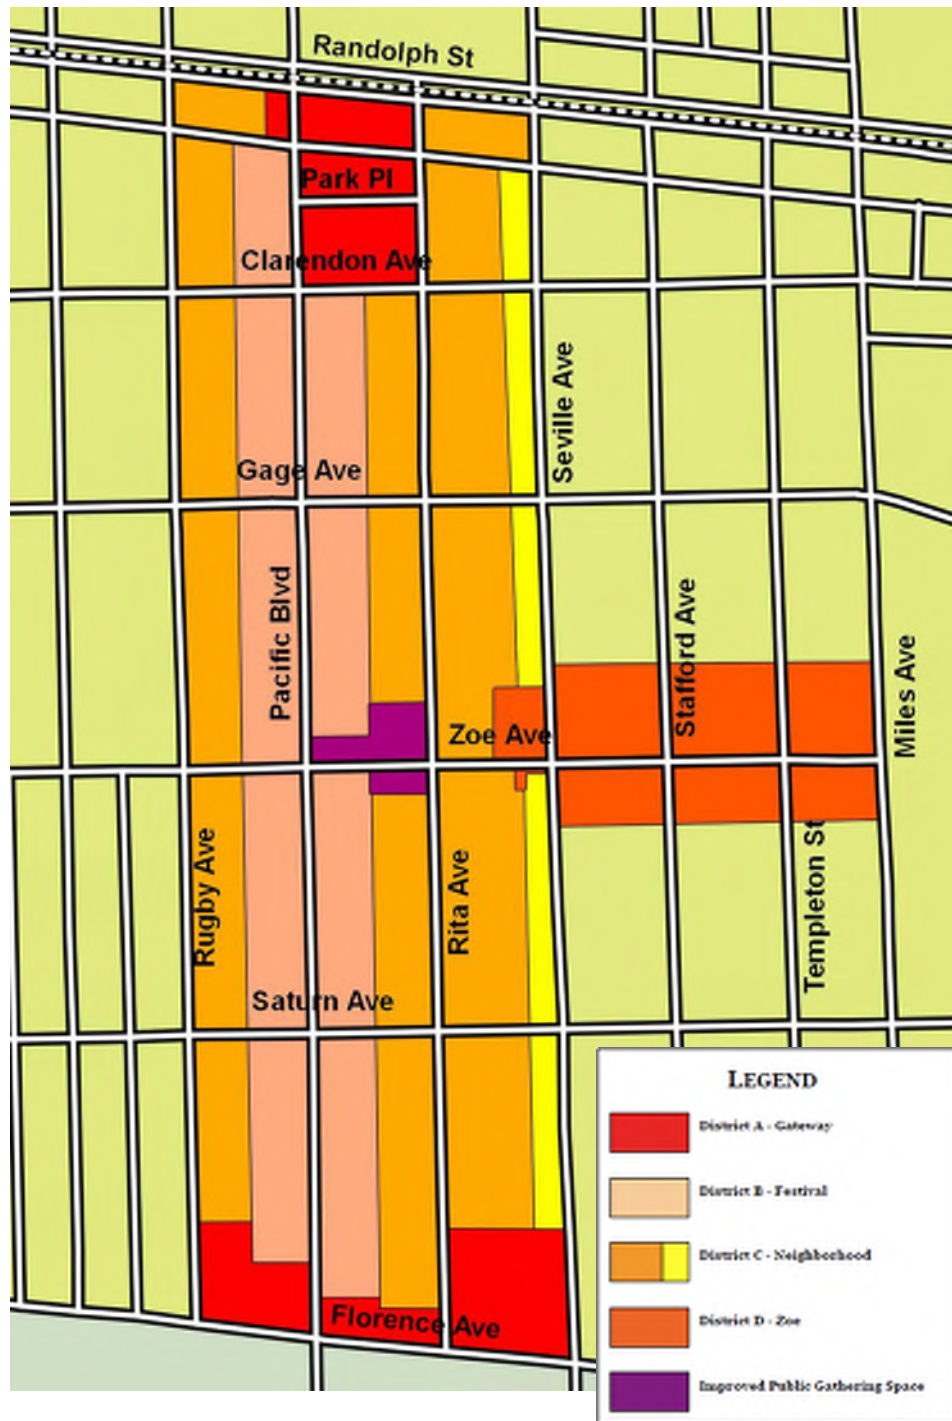 Randolph St
Park Pl
Clarendon Ave
Seville Ave
Gage Ave
Pacific Blvd
Stafford Ave
Miles Ave
Zoe Ave
Rugby Ave
Rita Ave
Templeton St
Saturn Ave
Florence Ave
LEGEND
District A - Gateway
District B - Festival
District C - Neighborhood
District D - Zoe
Improved Public Gathering Space